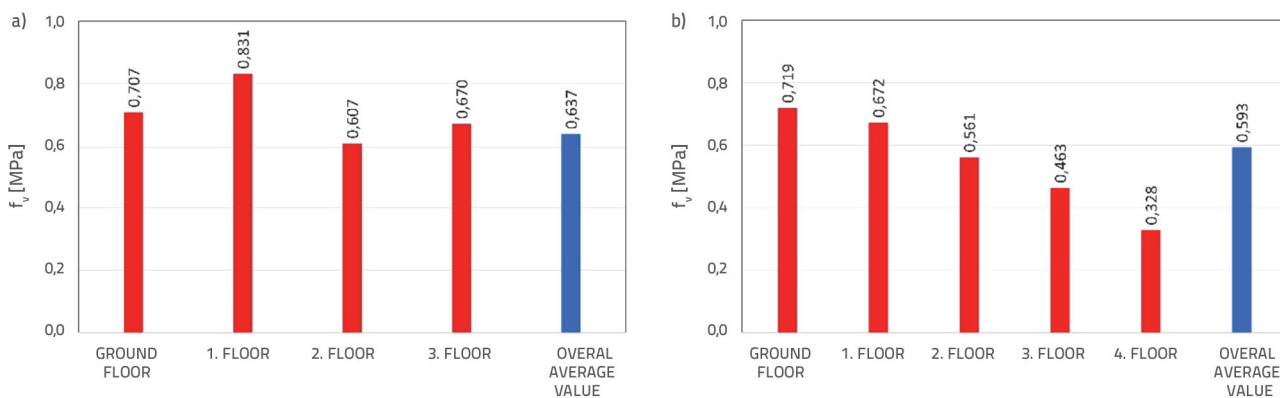 a)
1,0
0,8
0,6
0,4
0,2
0,0
f_v [MPa]
0,707
0,831
0,607
0,670
0,637
GROUND
FLOOR
1. FLOOR
2. FLOOR
3. FLOOR
OVERAL
AVERAGE
VALUE
b)
1,0
0,8
0,6
0,4
0,2
0,0
f_v [MPa]
0,719
0,672
0,561
0,463
0,328
0,593
GROUND
FLOOR
1. FLOOR
2. FLOOR
3. FLOOR
4. FLOOR
OVERAL
AVERAGE
VALUE